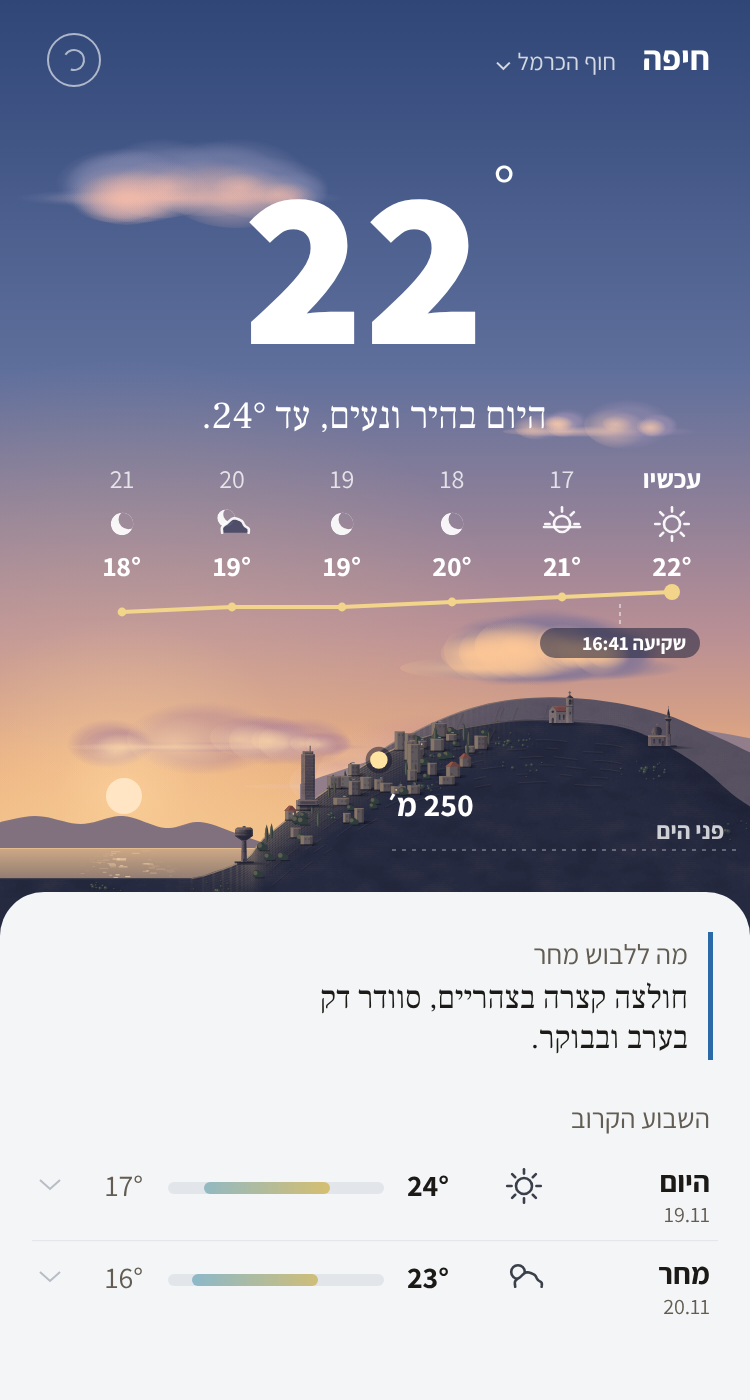 חיפה חוף הכרמל
22°
היום בהיר ונעים, עד 24°.
עכשיו 17 18 19 20 21
22° 21° 20° 19° 19° 18°
שקיעה 16:41
250 מ׳
פני הים
מה ללבוש מחר
חולצה קצרה בצהריים, סוודר דק
בערב ובבוקר.
השבוע הקרוב
היום 24° 17°
19.11
מחר 23° 16°
20.11